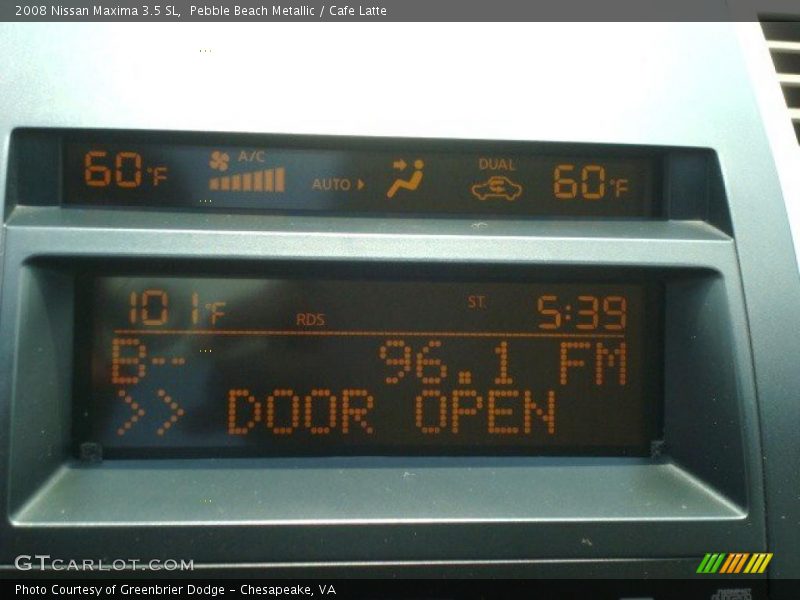 2008 Nissan Maxima 3.5 SL, Pebble Beach Metallic / Cafe Latte
60°F A/C AUTO DUAL 60°F
101°F RDS ST. 5:39
B-- 96.1 FM
>> DOOR OPEN
GTCARLOT.COM
Photo Courtesy of Greenbrier Dodge - Chesapeake, VA